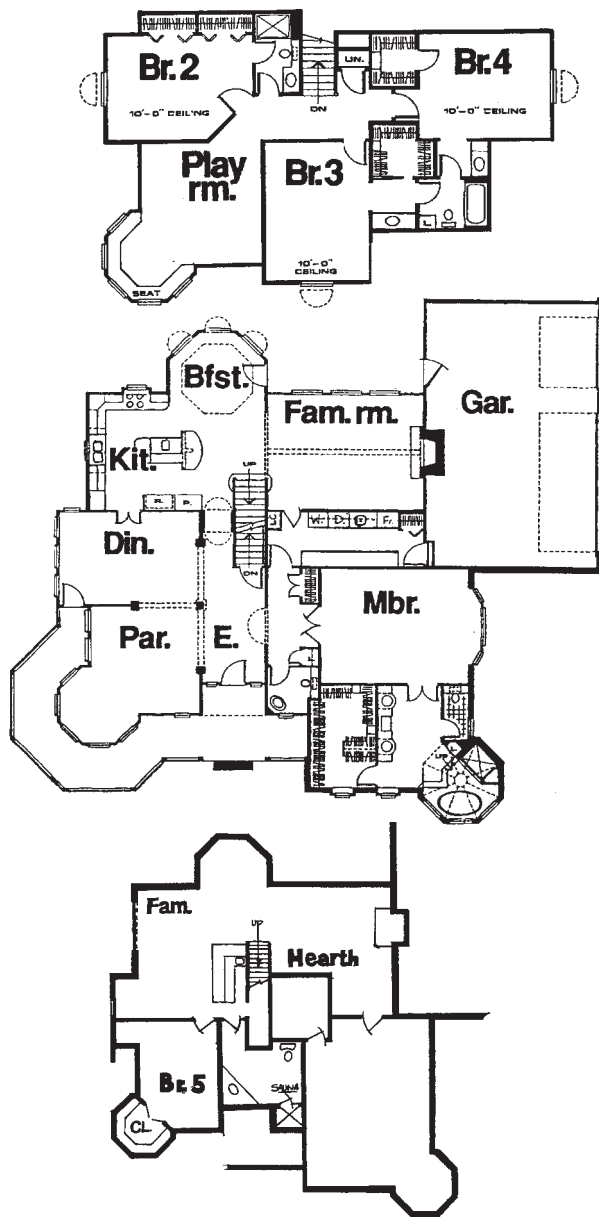 Br.2
10'-0" CEILING
LIN.
DN
Br.4
10'-0" CEILING
Play
rm.
Br.3
10'-0"
CEILING
L.
SEAT
Bfst.
Fam. rm.
Gar.
Kit.
UP
R.
P.
W.
D.
Fr.
Din.
DN
Mbr.
Par.
E.
L.
UP
Fam.
UP
Hearth
Br. 5
SAUNA
CL.